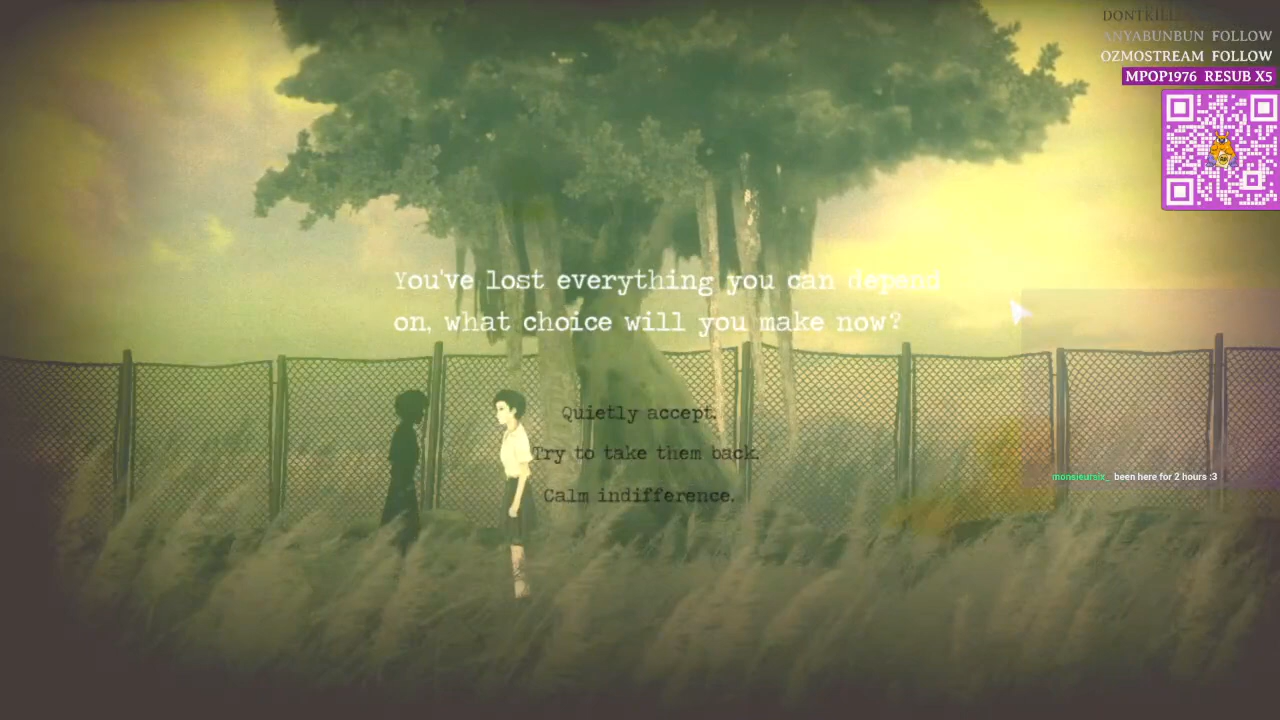 ANYABUNBUN FOLLOW
OZMOSTREAM FOLLOW
MPOP1976 RESUB X5
You've lost everything you can depend
on, what choice will you make now?
Quietly accept.
Try to take them back.
Calm indifference.
monsieursix_ been here for 2 hours :3